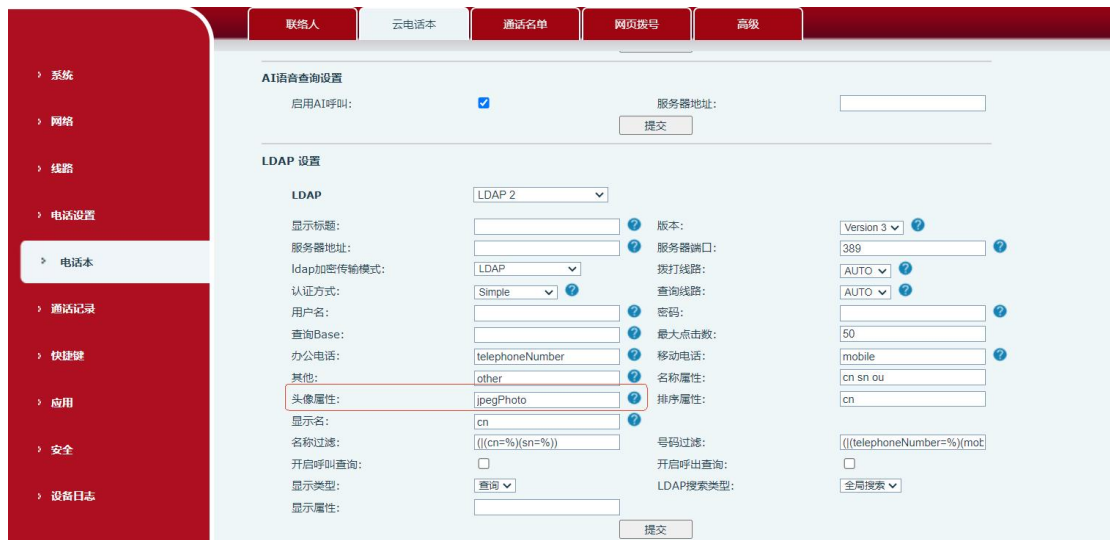 联络人 云电话本 通话名单 网页拨号 高级
系统
网络
线路
电话设置
电话本
通话记录
快捷键
应用
安全
设备日志
AI语音查询设置
启用AI呼叫: 服务器地址:
提交
LDAP 设置
LDAP LDAP 2
显示标题: 版本: Version 3
服务器地址: 服务器端口: 389
ldap加密传输模式: LDAP 拨打线路: AUTO
认证方式: Simple 查询线路: AUTO
用户名: 密码:
查询Base: 最大点击数: 50
办公电话: telephoneNumber 移动电话: mobile
其他: other 名称属性: cn sn ou
头像属性: jpegPhoto 排序属性: cn
显示名: cn
名称过滤: (|(cn=%)(sn=%)) 号码过滤: (|(telephoneNumber=%)(mob
开启呼叫查询: 开启呼出查询:
显示类型: 查询 LDAP搜索类型: 全局搜索
显示属性:
提交